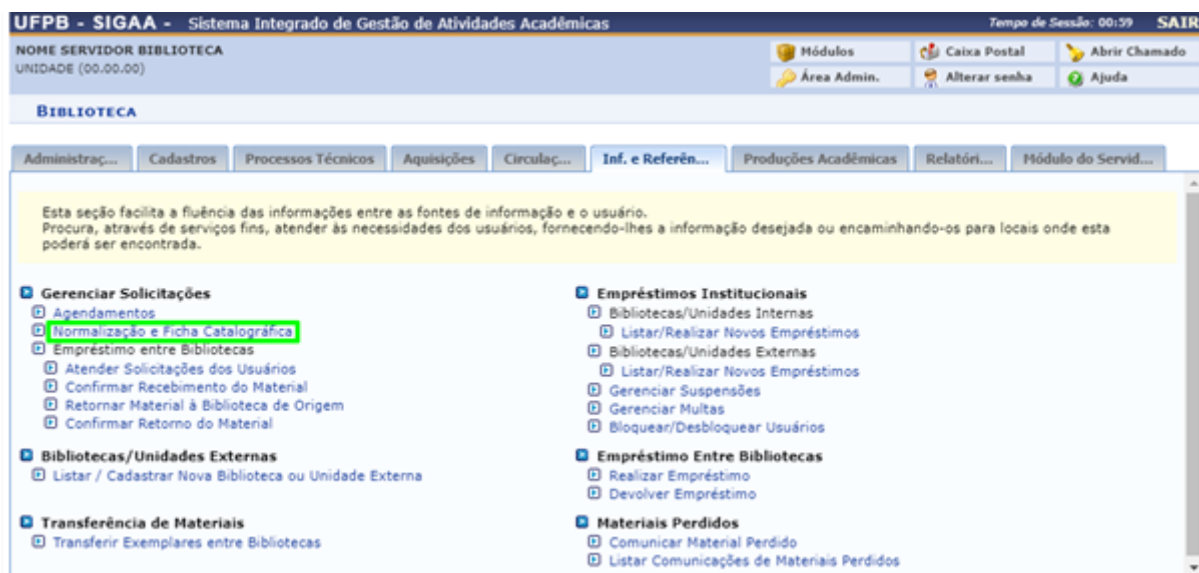 UFPB - SIGAA - Sistema Integrado de Gestão de Atividades Acadêmicas
Tempo de Sessão: 00:59 SAIR
NOME SERVIDOR BIBLIOTECA
UNIDADE (00.00.00)
Módulos
Caixa Postal
Abrir Chamado
Área Admin.
Alterar senha
Ajuda
BIBLIOTECA
Administraç...
Cadastros
Processos Técnicos
Aquisições
Circulaç...
Inf. e Referên...
Produções Acadêmicas
Relatóri...
Módulo do Servid...
Esta seção facilita a fluência das informações entre as fontes de informação e o usuário.
Procura, através de serviços fins, atender às necessidades dos usuários, fornecendo-lhes a informação desejada ou encaminhando-os para locais onde esta
poderá ser encontrada.
Gerenciar Solicitações
Agendamentos
Normalização e Ficha Catalográfica
Empréstimo entre Bibliotecas
Atender Solicitações dos Usuários
Confirmar Recebimento do Material
Retornar Material à Biblioteca de Origem
Confirmar Retorno do Material
Bibliotecas/Unidades Externas
Listar / Cadastrar Nova Biblioteca ou Unidade Externa
Transferência de Materiais
Transferir Exemplares entre Bibliotecas
Empréstimos Institucionais
Bibliotecas/Unidades Internas
Listar/Realizar Novos Empréstimos
Bibliotecas/Unidades Externas
Listar/Realizar Novos Empréstimos
Gerenciar Suspensões
Gerenciar Multas
Bloquear/Desbloquear Usuários
Empréstimo Entre Bibliotecas
Realizar Empréstimo
Devolver Empréstimo
Materiais Perdidos
Comunicar Material Perdido
Listar Comunicações de Materiais Perdidos